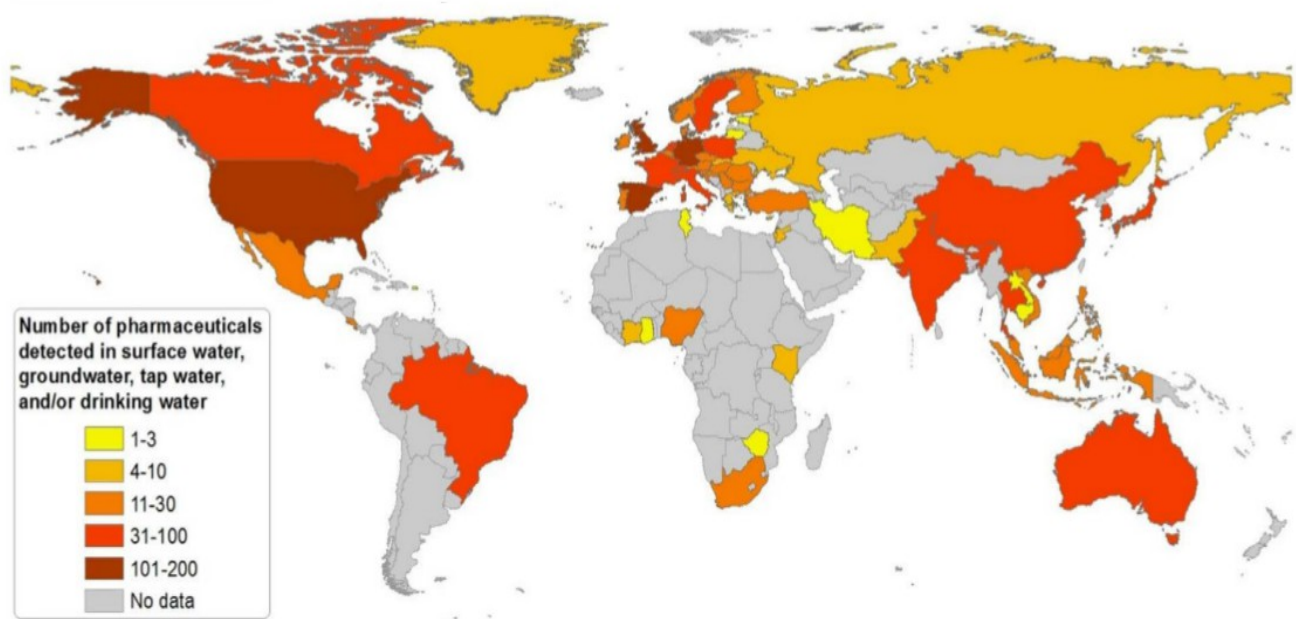 Number of pharmaceuticals
detected in surface water,
groundwater, tap water,
and/or drinking water
1-3
4-10
11-30
31-100
101-200
No data